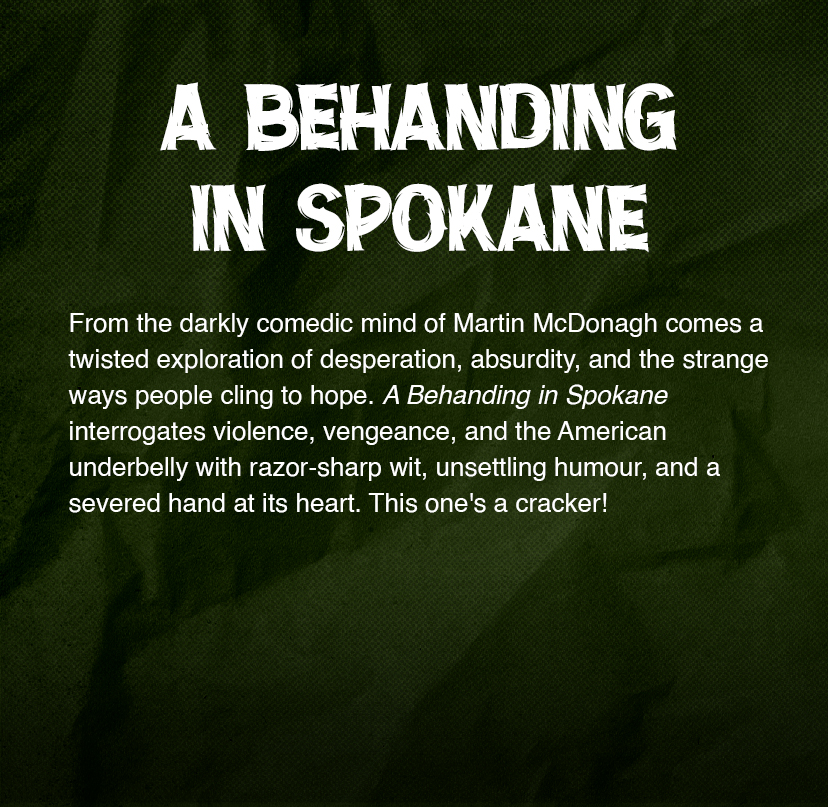 A BEHANDING
IN SPOKANE
From the darkly comedic mind of Martin McDonagh comes a
twisted exploration of desperation, absurdity, and the strange
ways people cling to hope. A Behanding in Spokane
interrogates violence, vengeance, and the American
underbelly with razor-sharp wit, unsettling humour, and a
severed hand at its heart. This one's a cracker!